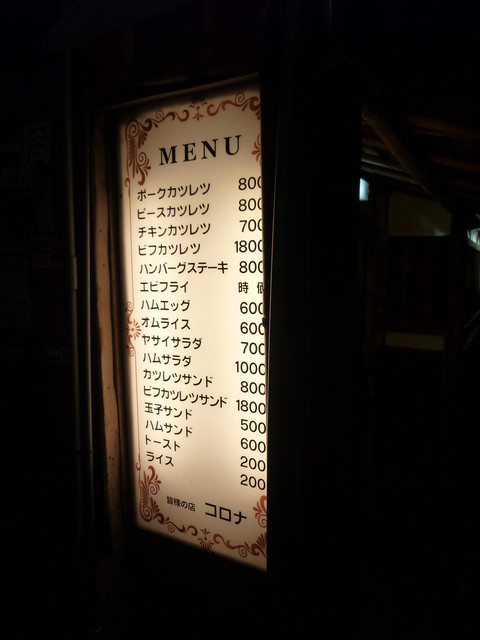 MENU
ポークカツレツ 800
ピースカツレツ 800
チキンカツレツ 700
ビフカツレツ 1800
ハンバーグステーキ 800
エビフライ 時価
ハムエッグ 600
オムライス 600
ヤサイサラダ 700
ハムサラダ 1000
カツレツサンド 800
ビフカツレツサンド 1800
玉子サンド 500
ハムサンド 600
トースト 200
ライス 200
皆様の店 コロナ